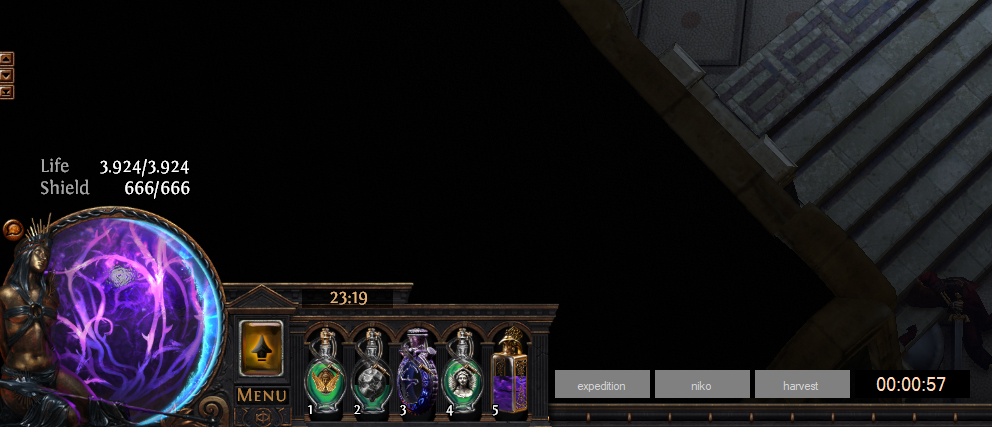 Life 3.924/3.924
Shield 666/666
23:19
MENU
1 2 3 4 5
expedition niko harvest 00:00:57